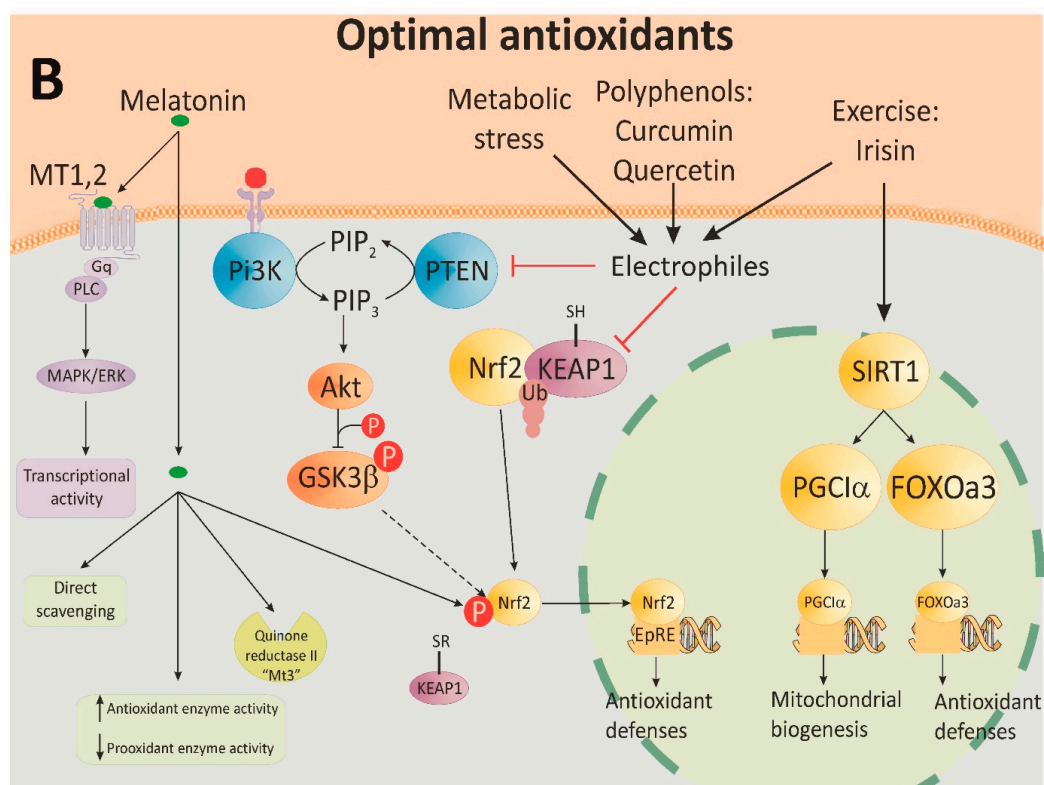 Optimal antioxidants
B
Melatonin
MT1,2
Gq
PLC
MAPK/ERK
Transcriptional
activity
Direct
scavenging
Antioxidant enzyme activity
Prooxidant enzyme activity
Quinone
reductase II
"Mt3"
Pi3K
PIP2
PIP3
PTEN
Akt
P
GSK3β
P
Metabolic
stress
Polyphenols:
Curcumin
Quercetin
Exercise:
Irisin
Electrophiles
SH
Nrf2
KEAP1
Ub
P
Nrf2
SR
KEAP1
Nrf2
EpRE
Antioxidant
defenses
SIRT1
PGCIα
FOXOa3
PGCIα
FOXOa3
Mitochondrial
biogenesis
Antioxidant
defenses